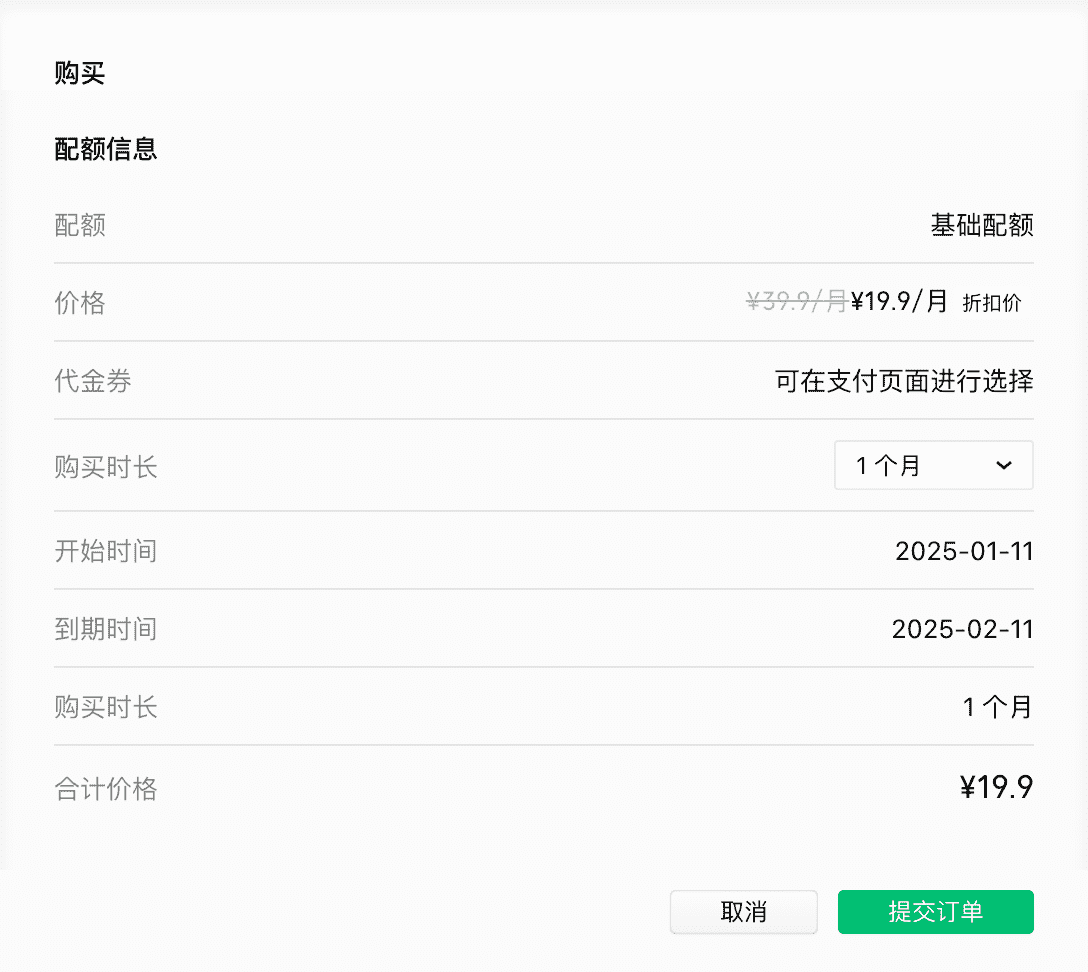 购买
配额信息
配额 基础配额
价格 ¥39.9/月¥19.9/月 折扣价
代金券 可在支付页面进行选择
购买时长 1 个月
开始时间 2025-01-11
到期时间 2025-02-11
购买时长 1 个月
合计价格 ¥19.9
取消 提交订单